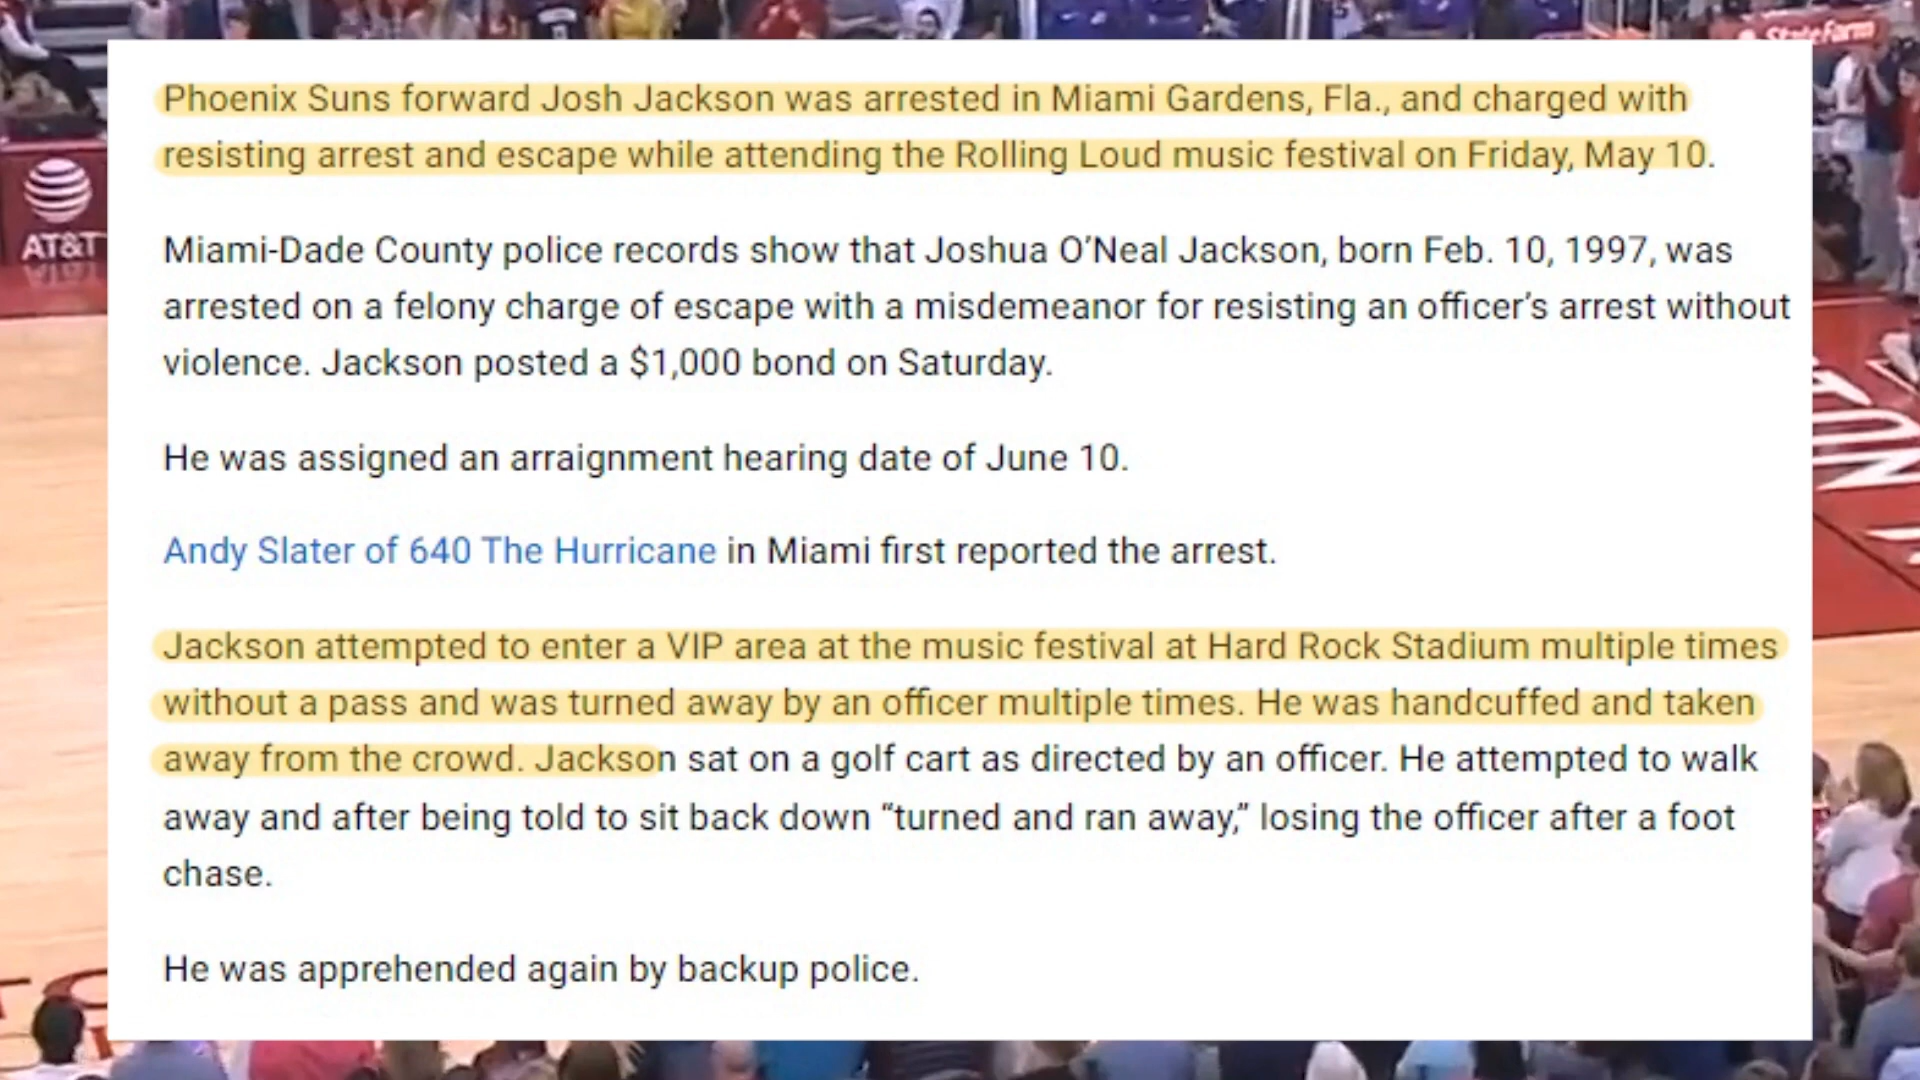 StateFarm
AT&T
Phoenix Suns forward Josh Jackson was arrested in Miami Gardens, Fla., and charged with
resisting arrest and escape while attending the Rolling Loud music festival on Friday, May 10.
Miami-Dade County police records show that Joshua O’Neal Jackson, born Feb. 10, 1997, was
arrested on a felony charge of escape with a misdemeanor for resisting an officer’s arrest without
violence. Jackson posted a $1,000 bond on Saturday.
He was assigned an arraignment hearing date of June 10.
Andy Slater of 640 The Hurricane in Miami first reported the arrest.
Jackson attempted to enter a VIP area at the music festival at Hard Rock Stadium multiple times
without a pass and was turned away by an officer multiple times. He was handcuffed and taken
away from the crowd. Jackson sat on a golf cart as directed by an officer. He attempted to walk
away and after being told to sit back down “turned and ran away,” losing the officer after a foot
chase.
He was apprehended again by backup police.